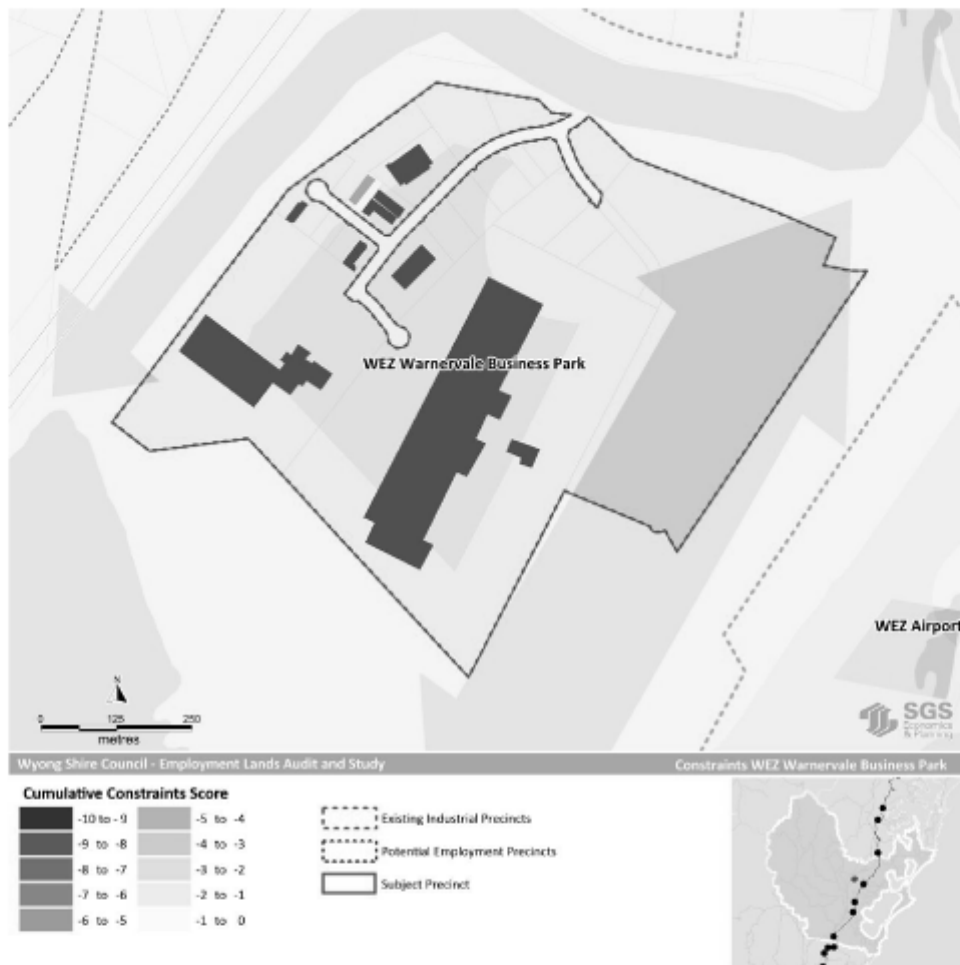 WEZ Warnervale Business Park
WEZ Airport
N
0 125 250
metres
SGS
Economics
& Planning
Wyong Shire Council - Employment Lands Audit and Study
Constraints WEZ Warnervale Business Park
Cumulative Constraints Score
-10 to -9
-9 to -8
-8 to -7
-7 to -6
-6 to -5
-5 to -4
-4 to -3
-3 to -2
-2 to -1
-1 to 0
Existing Industrial Precincts
Potential Employment Precincts
Subject Precinct